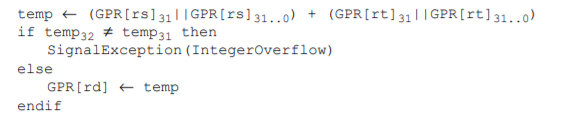 temp ← (GPR[rs]31||GPR[rs]31..0) + (GPR[rt]31||GPR[rt]31..0)
if temp32 ≠ temp31 then
SignalException(IntegerOverflow)
else
GPR[rd] ← temp
endif